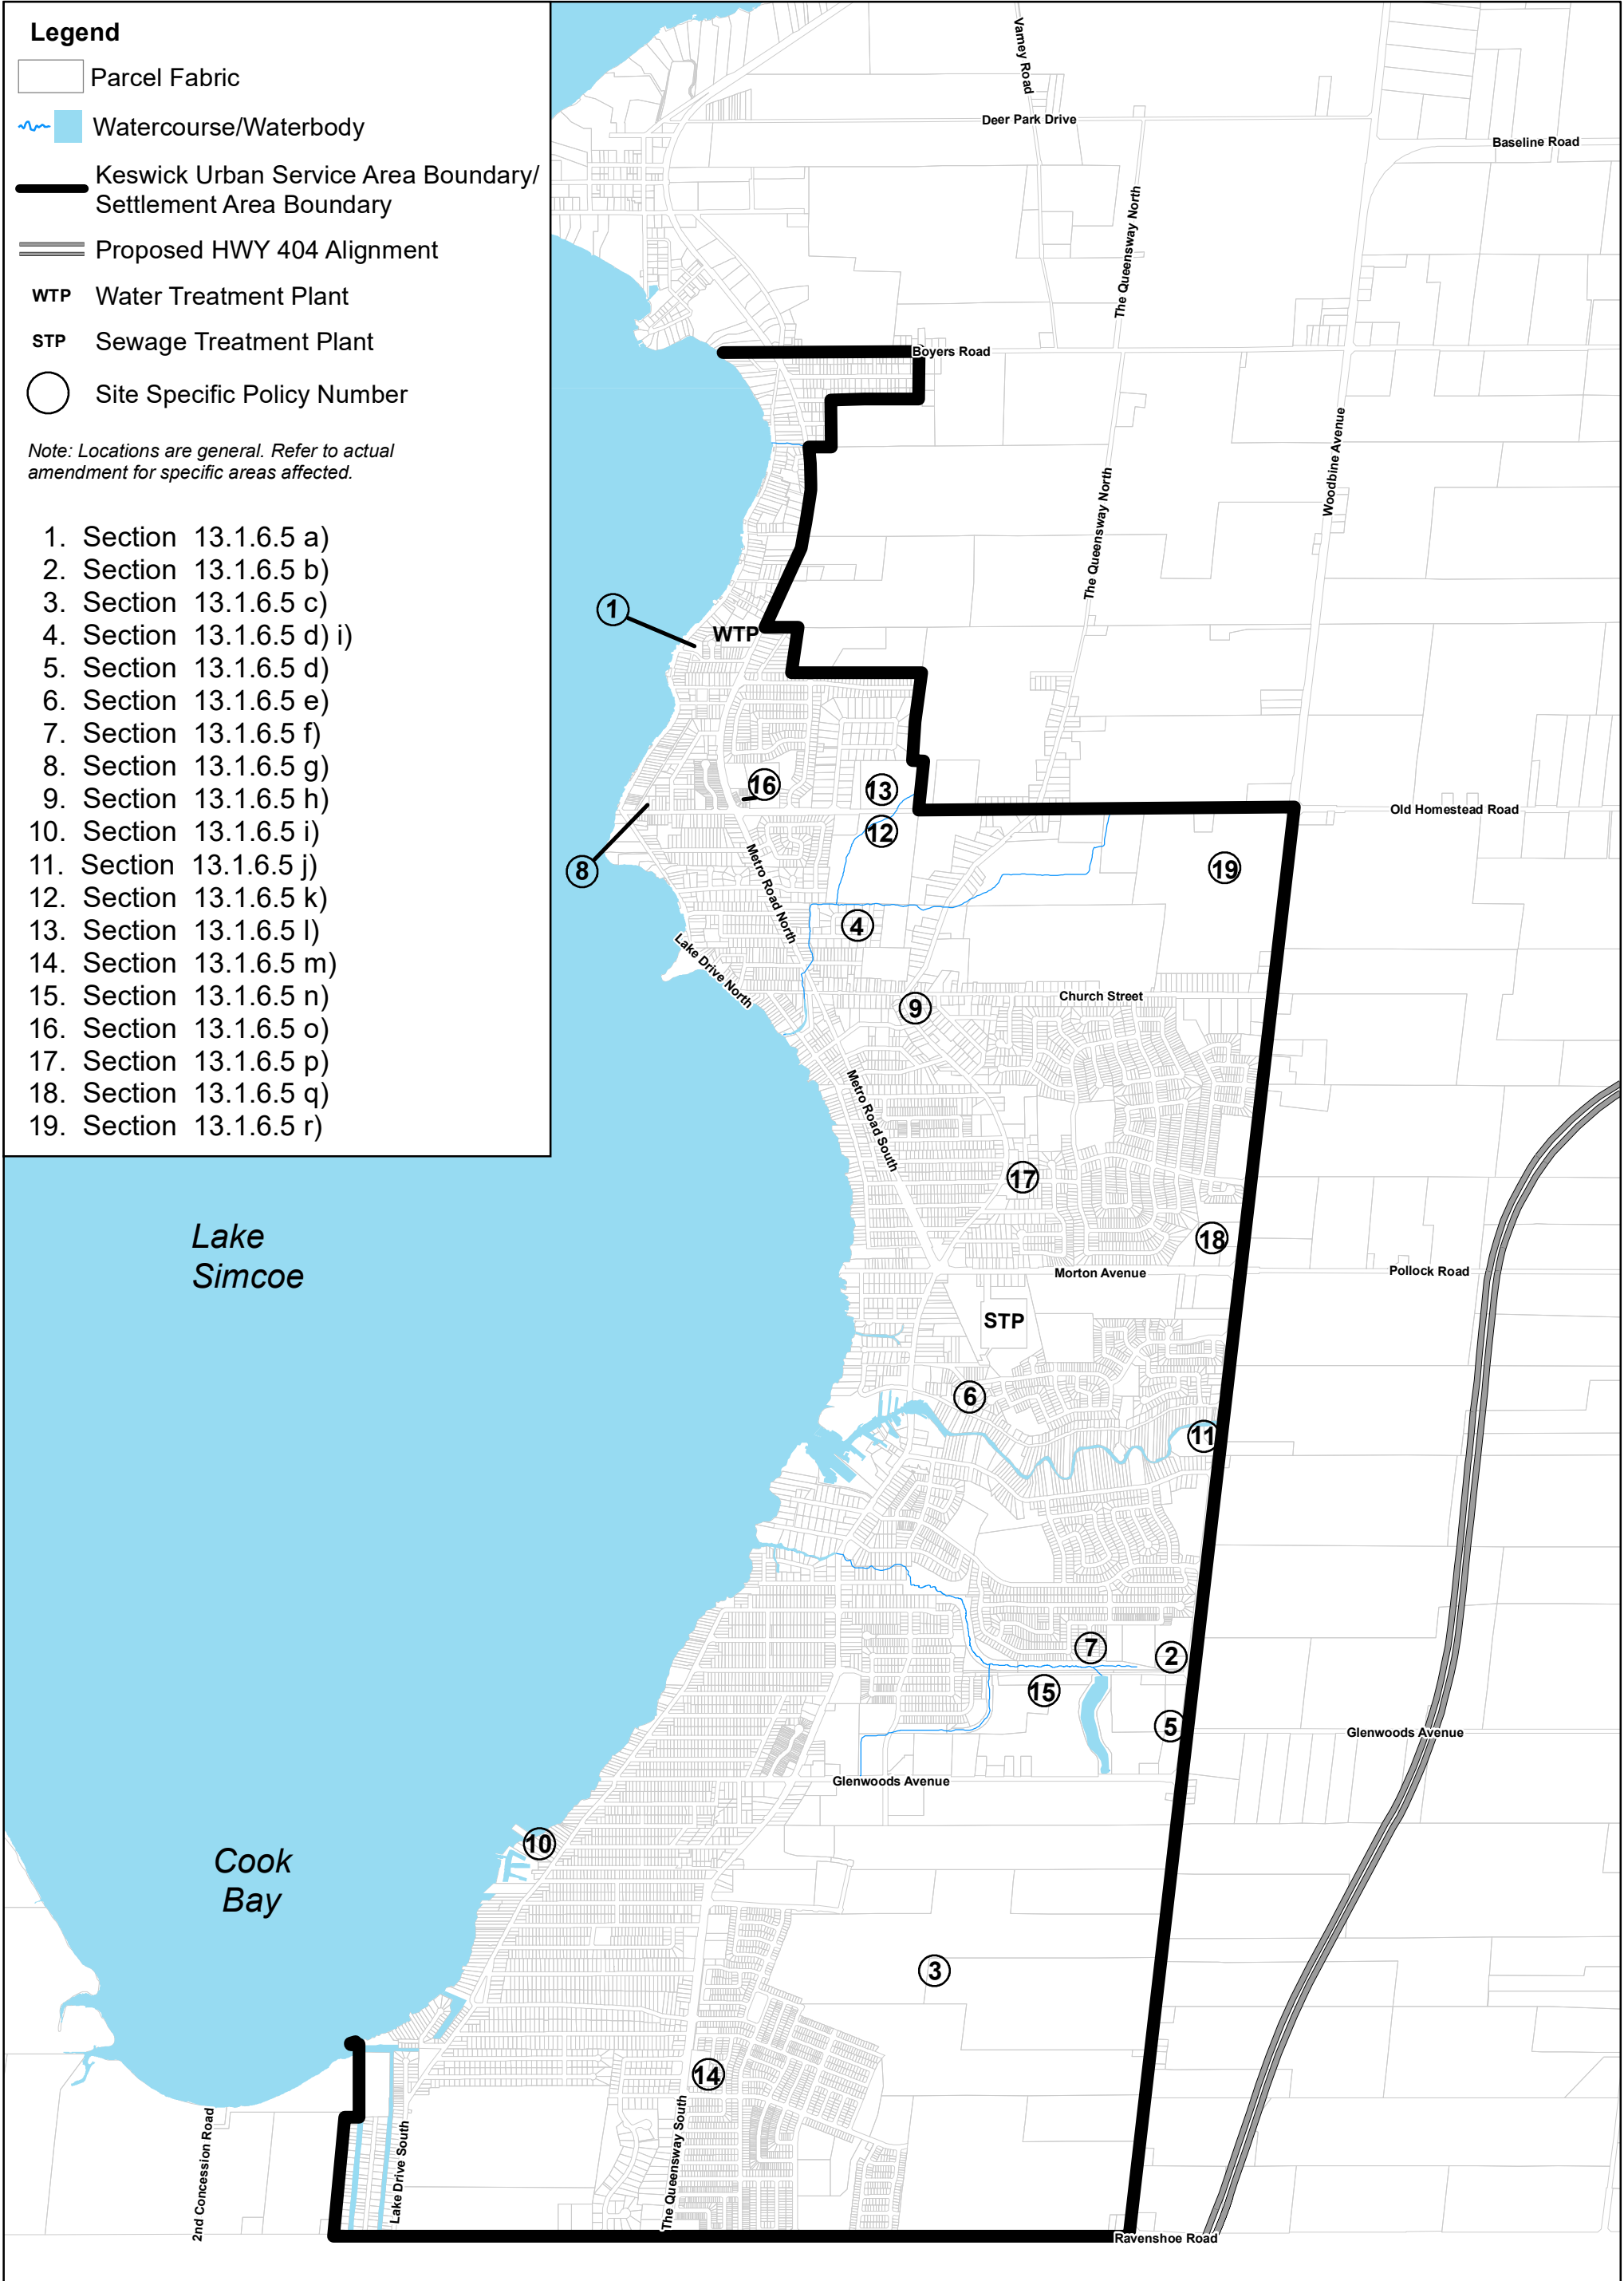 Legend
Parcel Fabric
Watercourse/Waterbody
Keswick Urban Service Area Boundary/
Settlement Area Boundary
Proposed HWY 404 Alignment
WTP Water Treatment Plant
STP Sewage Treatment Plant
Site Specific Policy Number
Note: Locations are general. Refer to actual
amendment for specific areas affected.
1. Section 13.1.6.5 a)
2. Section 13.1.6.5 b)
3. Section 13.1.6.5 c)
4. Section 13.1.6.5 d) i)
5. Section 13.1.6.5 d)
6. Section 13.1.6.5 e)
7. Section 13.1.6.5 f)
8. Section 13.1.6.5 g)
9. Section 13.1.6.5 h)
10. Section 13.1.6.5 i)
11. Section 13.1.6.5 j)
12. Section 13.1.6.5 k)
13. Section 13.1.6.5 l)
14. Section 13.1.6.5 m)
15. Section 13.1.6.5 n)
16. Section 13.1.6.5 o)
17. Section 13.1.6.5 p)
18. Section 13.1.6.5 q)
19. Section 13.1.6.5 r)
Varney Road
Deer Park Drive
Baseline Road
The Queensway North
Boyers Road
Woodbine Avenue
The Queensway North
1
WTP
16
13
Old Homestead Road
12
8
19
Metro Road North
4
Lake Drive North
Church Street
9
Metro Road South
17
Lake
Simcoe
18
Morton Avenue
Pollock Road
STP
6
11
7
2
15
5
Glenwoods Avenue
Glenwoods Avenue
10
Cook
Bay
3
14
2nd Concession Road
Lake Drive South
The Queensway South
Ravenshoe Road